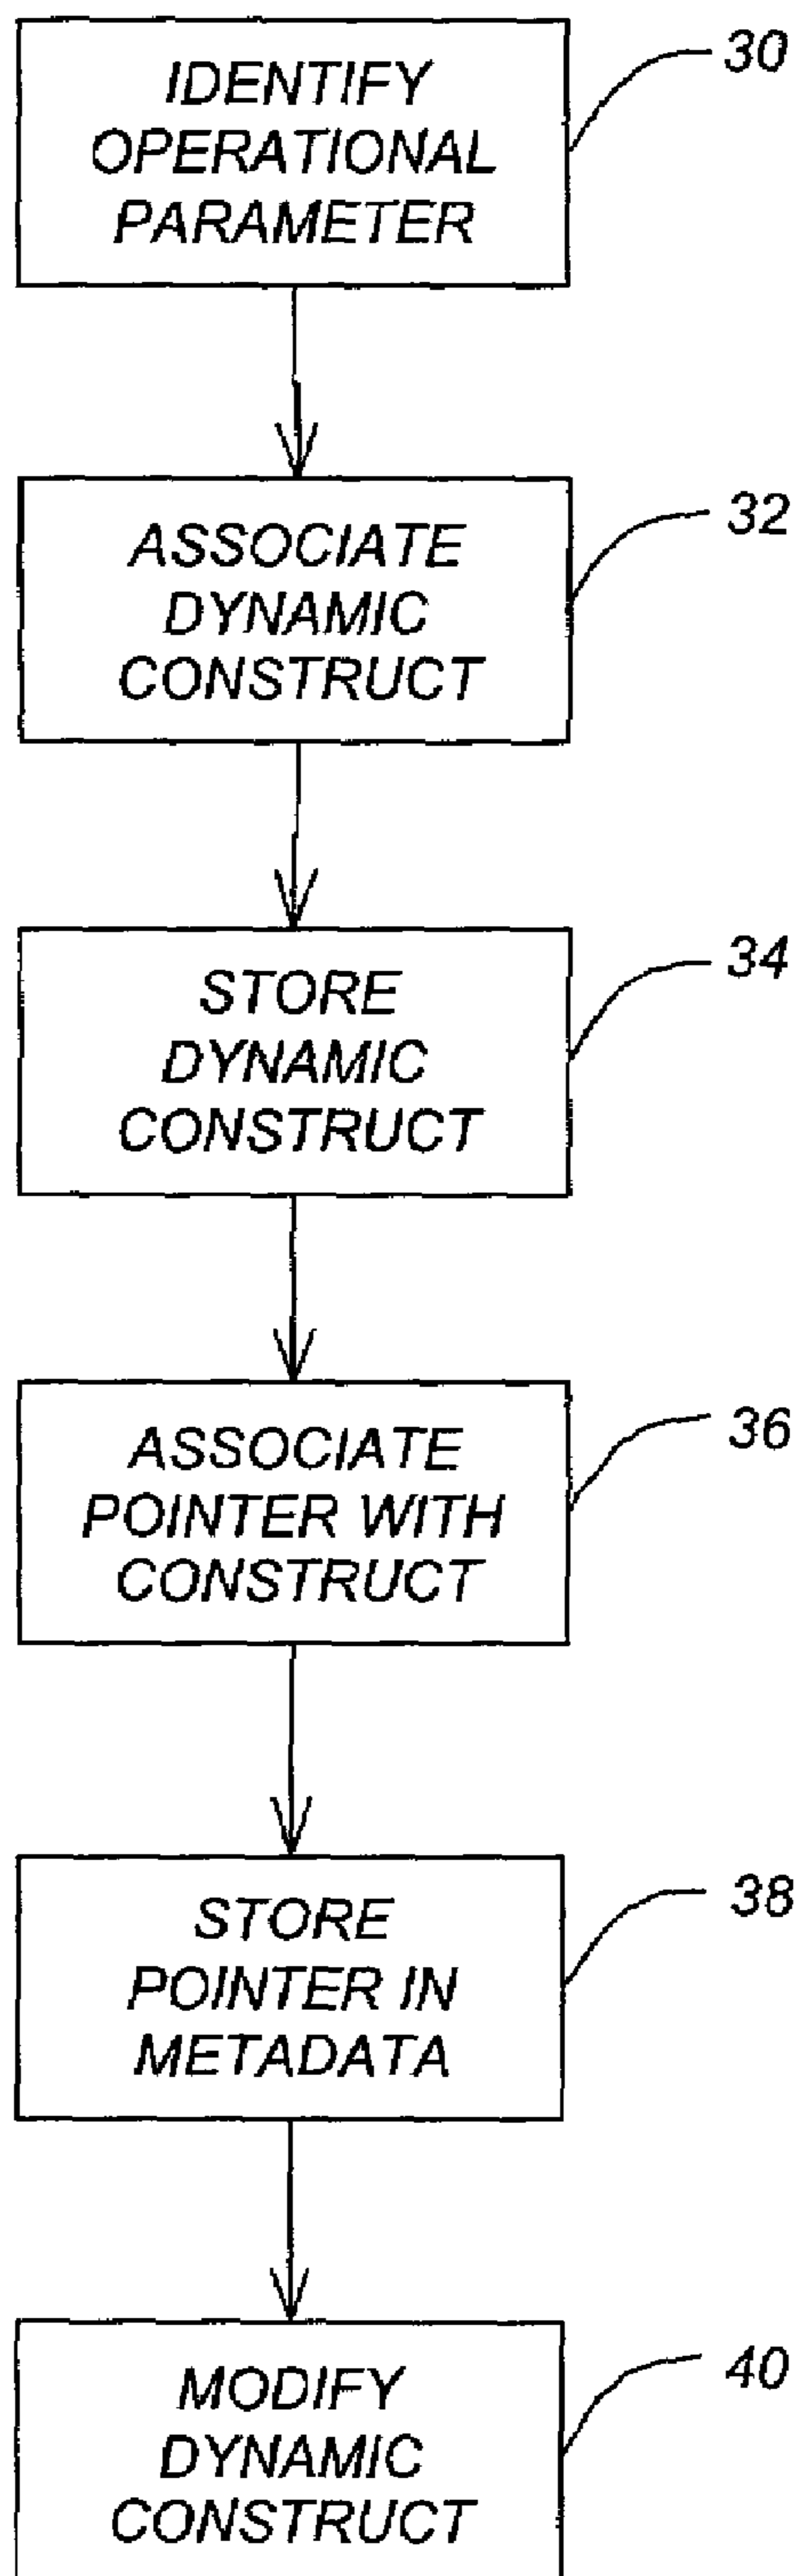 IDENTIFY
OPERATIONAL
PARAMETER
30
ASSOCIATE
DYNAMIC
CONSTRUCT
32
STORE
DYNAMIC
CONSTRUCT
34
ASSOCIATE
POINTER WITH
CONSTRUCT
36
STORE
POINTER IN
METADATA
38
MODIFY
DYNAMIC
CONSTRUCT
40